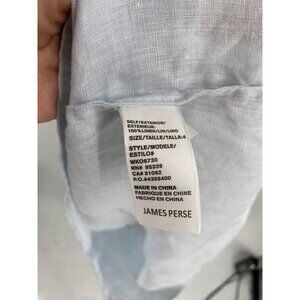 SELF/EXTERIOR/
EXTERIEUR:
100%LINEN/LIN/LINO
SIZE/TAILLE/TALLA:4
STYLE/MODELE/
ESTILO#
WKO6730
RN# 95239
CA# 31092
P.O.#4369400
MADE IN CHINA
FABRIQUE EN CHINE
HECHO EN CHINA
JAMES PERSE